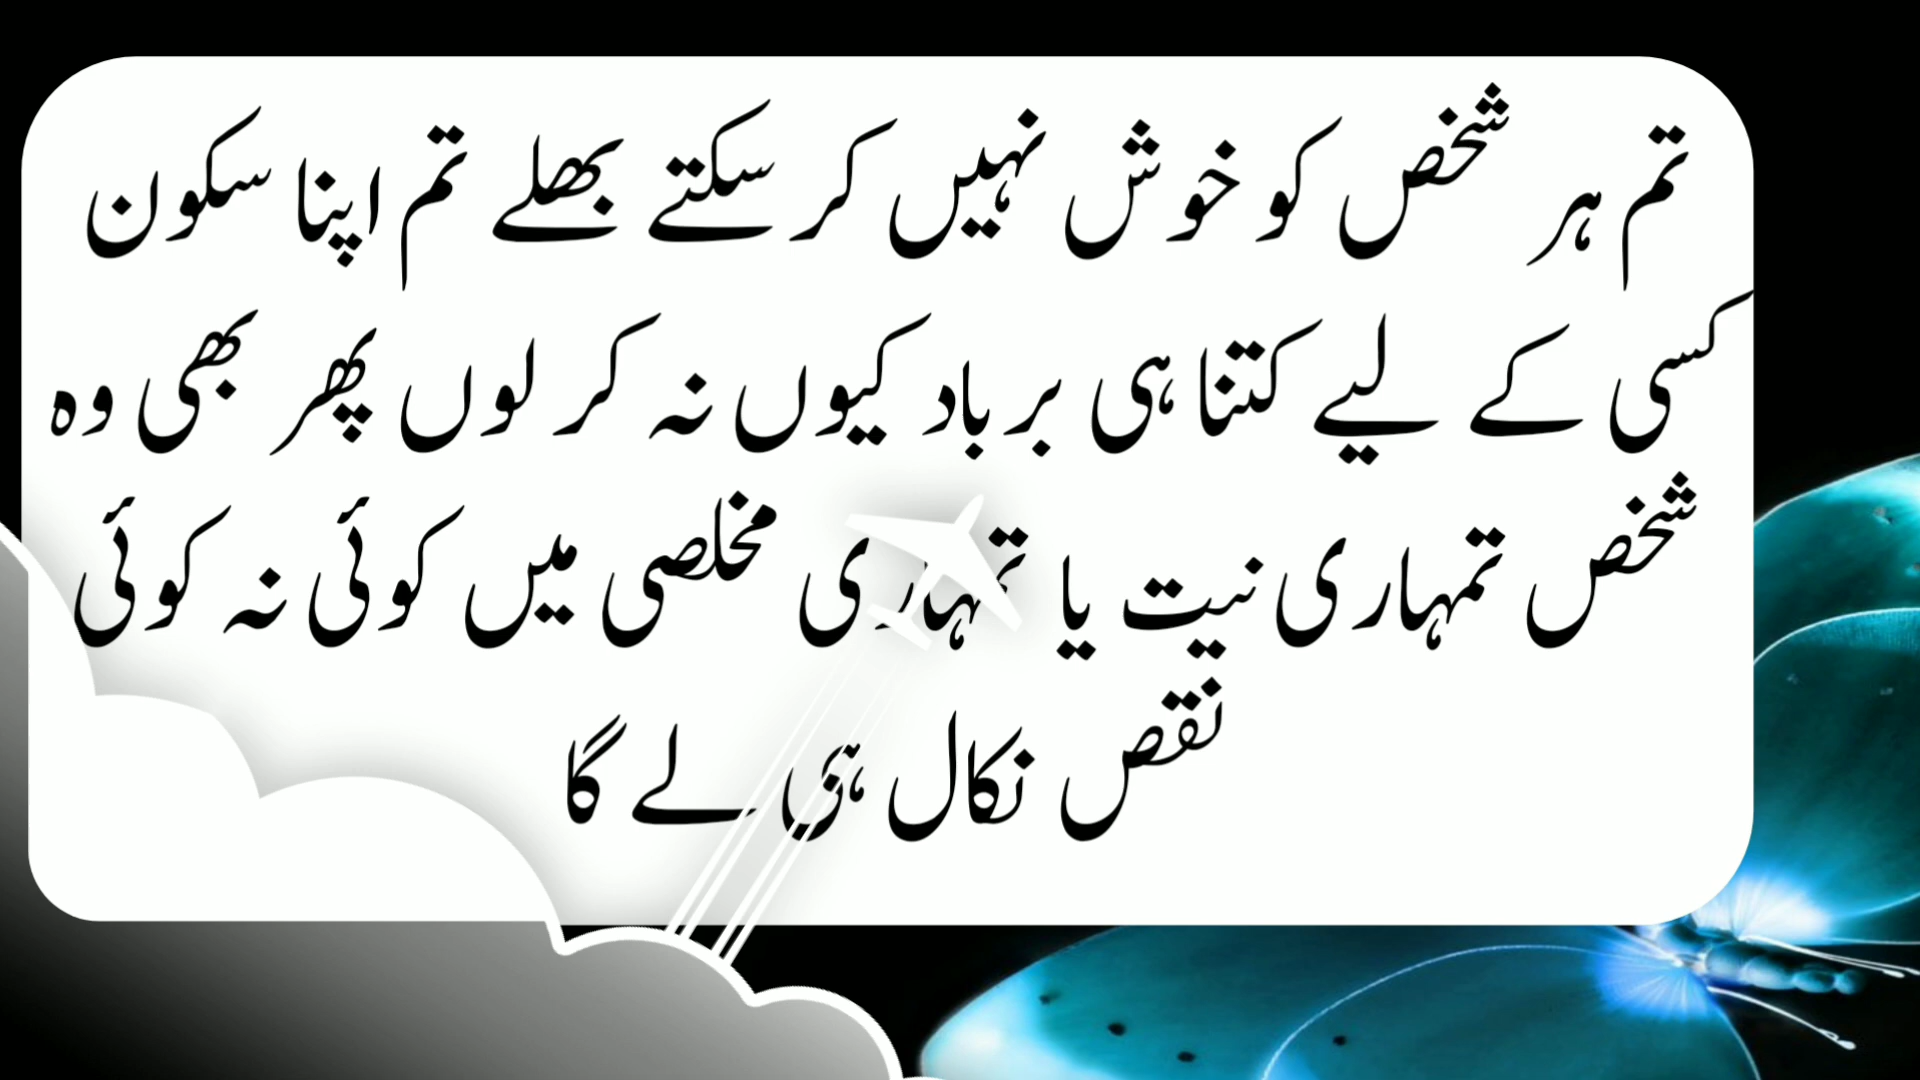 تم ہر شخص کو خوش نہیں کر سکتے بھلے تم اپنا سکون
کسی کے لیے کتنا ہی برباد کیوں نہ کر لوں پھر بھی وہ
شخص تمہاری نیت یا تمہاری مخلصی میں کوئی نہ کوئی
نقص نکال ہی لے گا